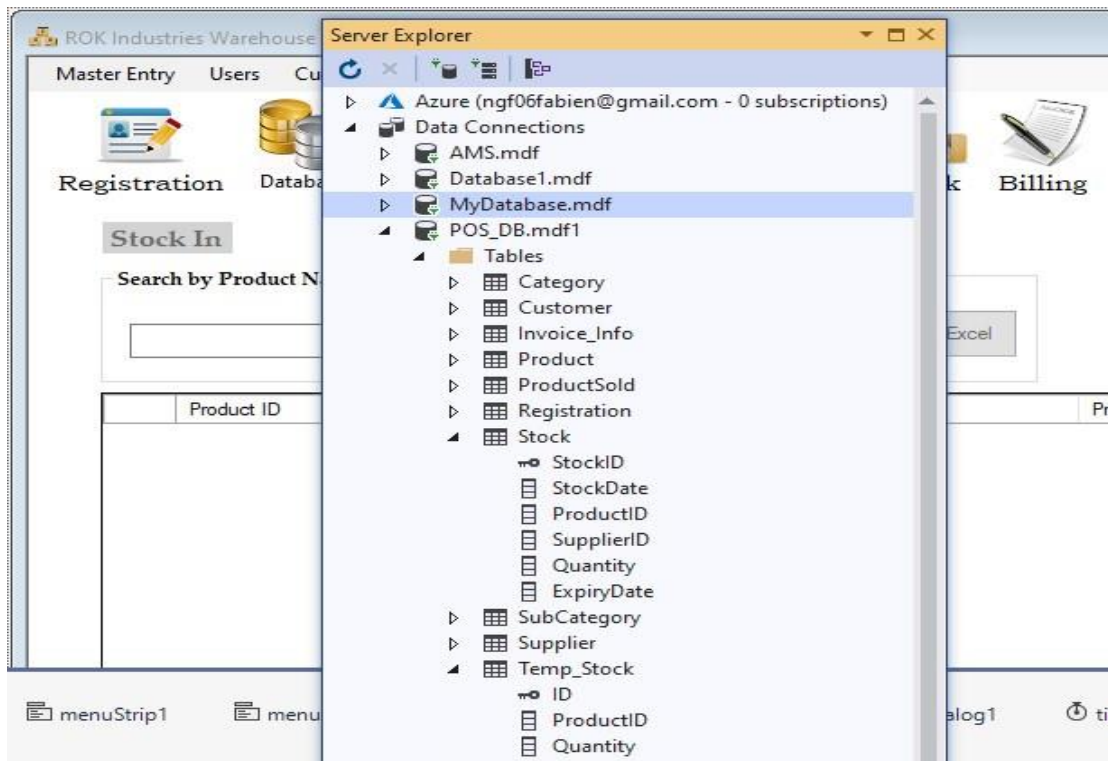 ROK Industries Warehouse
Server Explorer
Master Entry Users Cu
Azure (ngf06fabien@gmail.com - 0 subscriptions)
Data Connections
AMS.mdf
Registration Databa
Database1.mdf
k Billing
MyDatabase.mdf
Stock In
POS_DB.mdf1
Tables
Search by Product N
Category
Customer
Invoice_Info
Excel
Product
ProductSold
Product ID
Registration
Pr
Stock
StockID
StockDate
ProductID
SupplierID
Quantity
ExpiryDate
SubCategory
Supplier
Temp_Stock
ID
ProductID
Quantity
menuStrip1 menu
alog1 ti